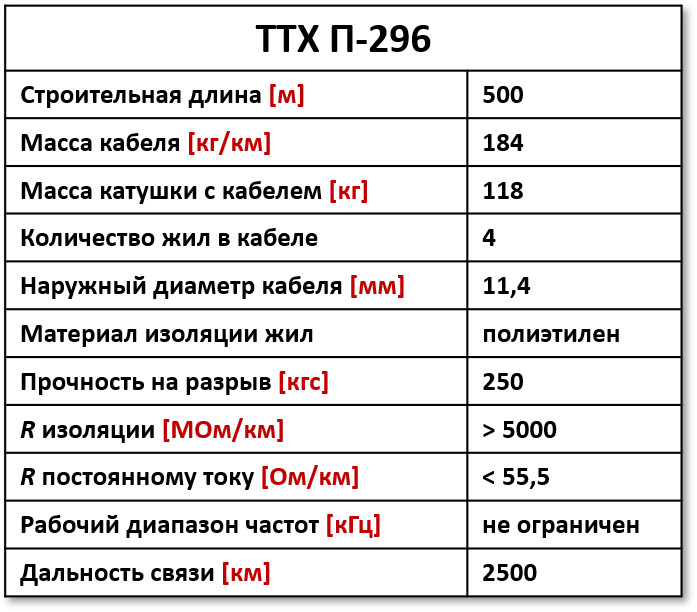 ТТХ П-296
Строительная длина [м] 500
Масса кабеля [кг/км] 184
Масса катушки с кабелем [кг] 118
Количество жил в кабеле 4
Наружный диаметр кабеля [мм] 11,4
Материал изоляции жил полиэтилен
Прочность на разрыв [кгс] 250
R изоляции [МОм/км] > 5000
R постоянному току [Ом/км] < 55,5
Рабочий диапазон частот [кГц] не ограничен
Дальность связи [км] 2500